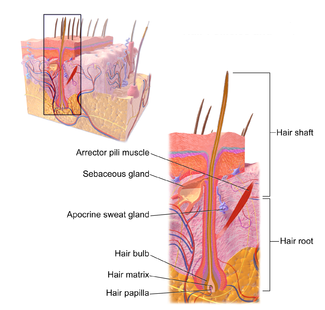 Hair shaft
Arrector pili muscle
Sebaceous gland
Apocrine sweat gland
Hair root
Hair bulb
Hair matrix
Hair papilla